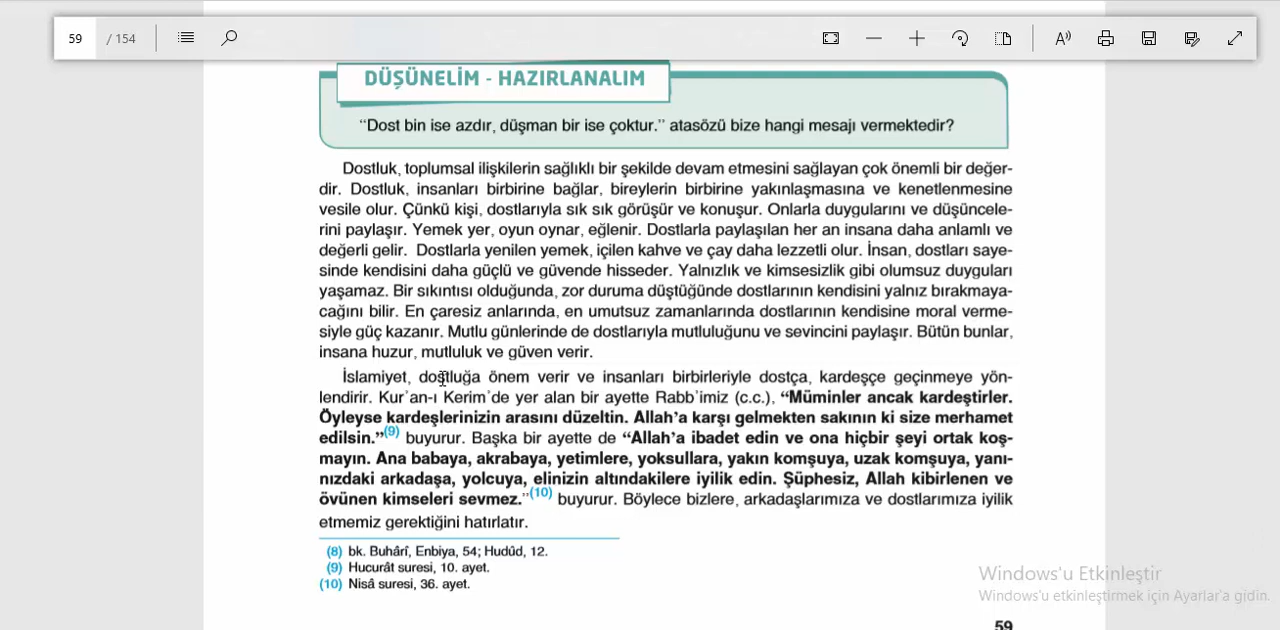 59 / 154
DÜŞÜNELİM - HAZIRLANALIM
“Dost bin ise azdır, düşman bir ise çoktur.” atasözü bize hangi mesajı vermektedir?
Dostluk, toplumsal ilişkilerin sağlıklı bir şekilde devam etmesini sağlayan çok önemli bir değer-
dir. Dostluk, insanları birbirine bağlar, bireylerin birbirine yakınlaşmasına ve kenetlenmesine
vesile olur. Çünkü kişi, dostlarıyla sık sık görüşür ve konuşur. Onlarla duygularını ve düşüncele-
rini paylaşır. Yemek yer, oyun oynar, eğlenir. Dostlarla paylaşılan her an insana daha anlamlı ve
değerli gelir. Dostlarla yenilen yemek, içilen kahve ve çay daha lezzetli olur. İnsan, dostları saye-
sinde kendisini daha güçlü ve güvende hisseder. Yalnızlık ve kimsesizlik gibi olumsuz duyguları
yaşamaz. Bir sıkıntısı olduğunda, zor duruma düştüğünde dostlarının kendisini yalnız bırakmaya-
cağını bilir. En çaresiz anlarında, en umutsuz zamanlarında dostlarının kendisine moral verme-
siyle güç kazanır. Mutlu günlerinde de dostlarıyla mutluluğunu ve sevincini paylaşır. Bütün bunlar,
insana huzur, mutluluk ve güven verir.
İslamiyet, dostluğa önem verir ve insanları birbirleriyle dostça, kardeşçe geçinmeye yön-
lendirir. Kur’an-ı Kerim’de yer alan bir ayette Rabb’imiz (c.c.), “Müminler ancak kardeştirler.
Öyleyse kardeşlerinizin arasını düzeltin. Allah’a karşı gelmekten sakının ki size merhamet
edilsin.”(9) buyurur. Başka bir ayette de “Allah’a ibadet edin ve ona hiçbir şeyi ortak koş-
mayın. Ana babaya, akrabaya, yetimlere, yoksullara, yakın komşuya, uzak komşuya, yanı-
nızdaki arkadaşa, yolcuya, elinizin altındakilere iyilik edin. Şüphesiz, Allah kibirlenen ve
övünen kimseleri sevmez.”(10) buyurur. Böylece bizlere, arkadaşlarımıza ve dostlarımıza iyilik
etmemiz gerektiğini hatırlatır.
(8) bk. Buhârî, Enbiya, 54; Hudûd, 12.
(9) Hucurât suresi, 10. ayet.
(10) Nisâ suresi, 36. ayet.
Windows'u Etkinleştir
Windows'u etkinleştirmek için Ayarlar'a gidin.
59